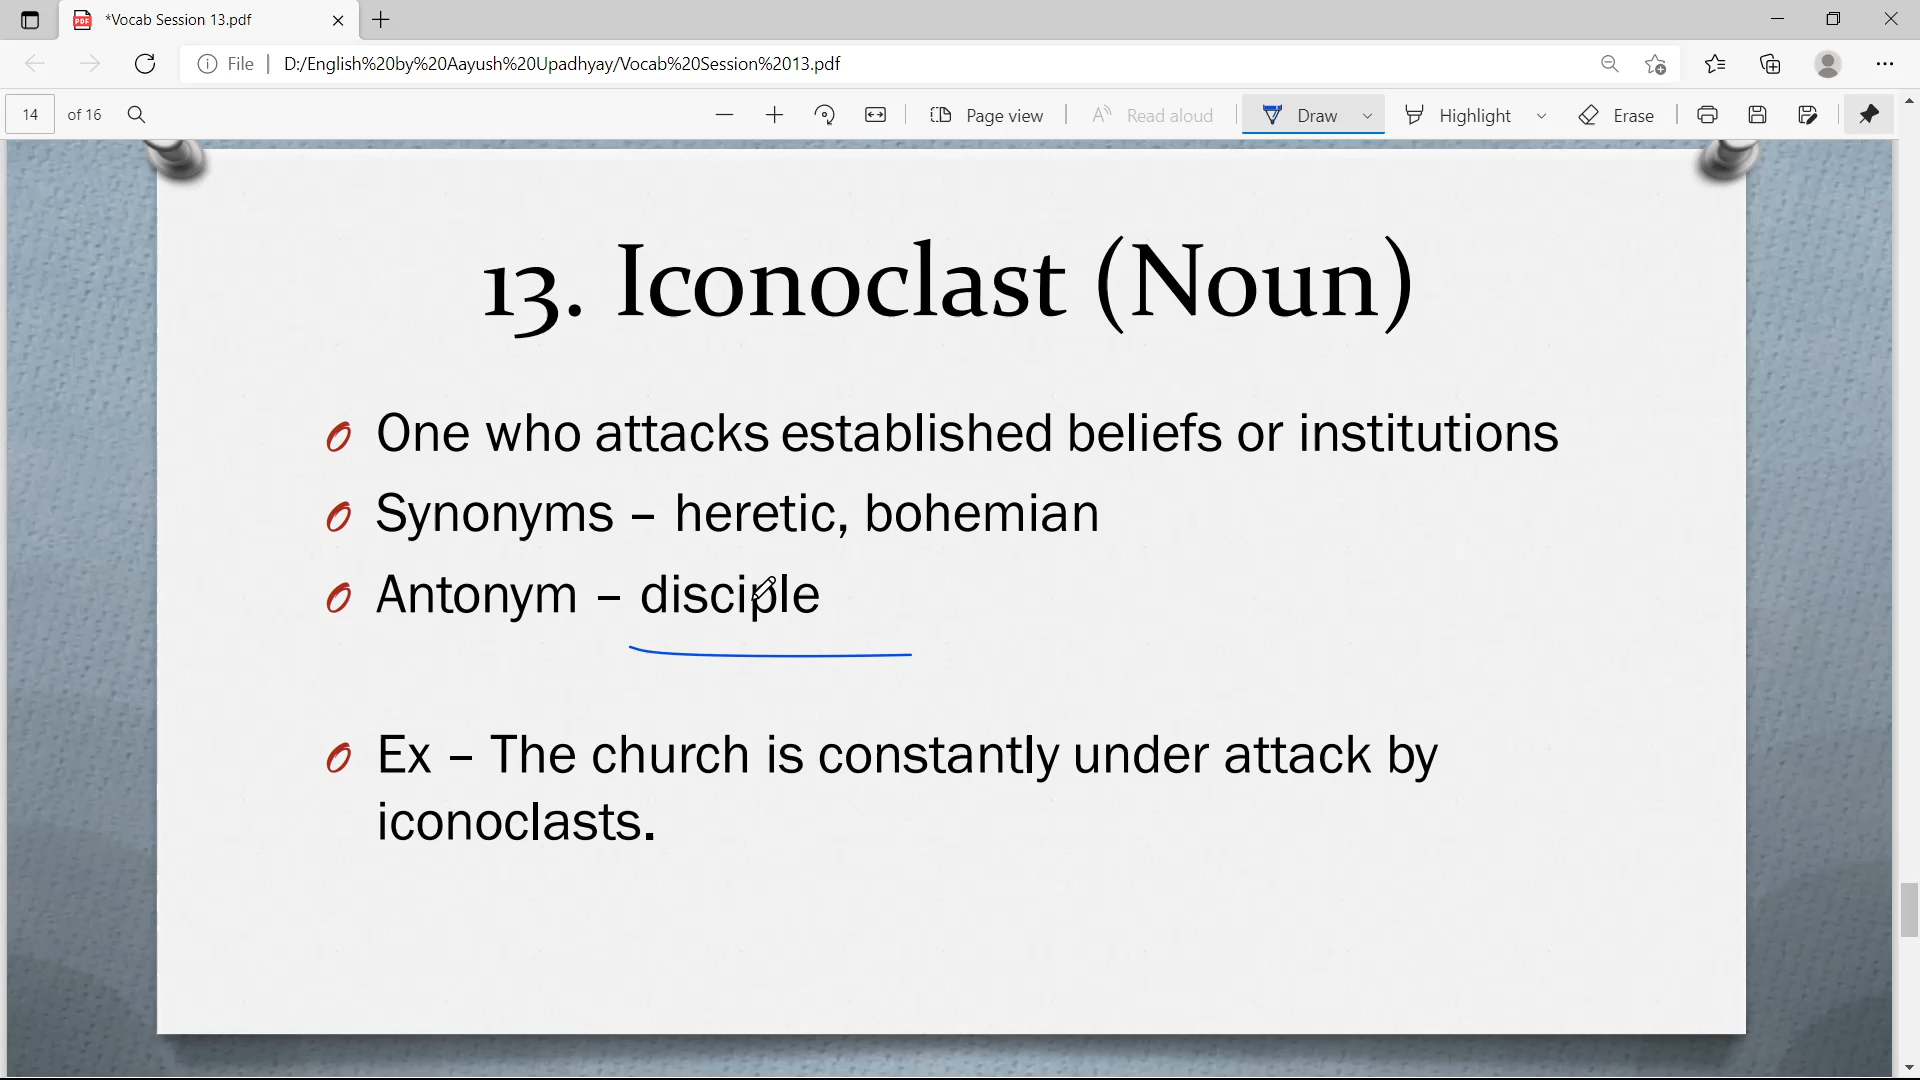 *Vocab Session 13.pdf
File
D:/English%20by%20Aayush%20Upadhyay/Vocab%20Session%2013.pdf
14 of 16
Page view
Read aloud
Draw
Highlight
Erase
13. Iconoclast (Noun)
One who attacks established beliefs or institutions
Synonyms – heretic, bohemian
Antonym – disciple
Ex – The church is constantly under attack by
iconoclasts.